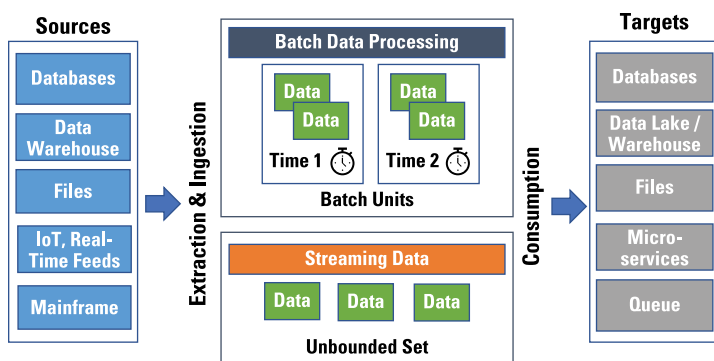 Sources
Databases
Data
Warehouse
Files
IoT, Real-
Time Feeds
Mainframe
Extraction & Ingestion
Batch Data Processing
Data
Data
Time 1
Data
Data
Time 2
Batch Units
Streaming Data
Data
Data
Data
Unbounded Set
Consumption
Targets
Databases
Data Lake /
Warehouse
Files
Micro-
services
Queue